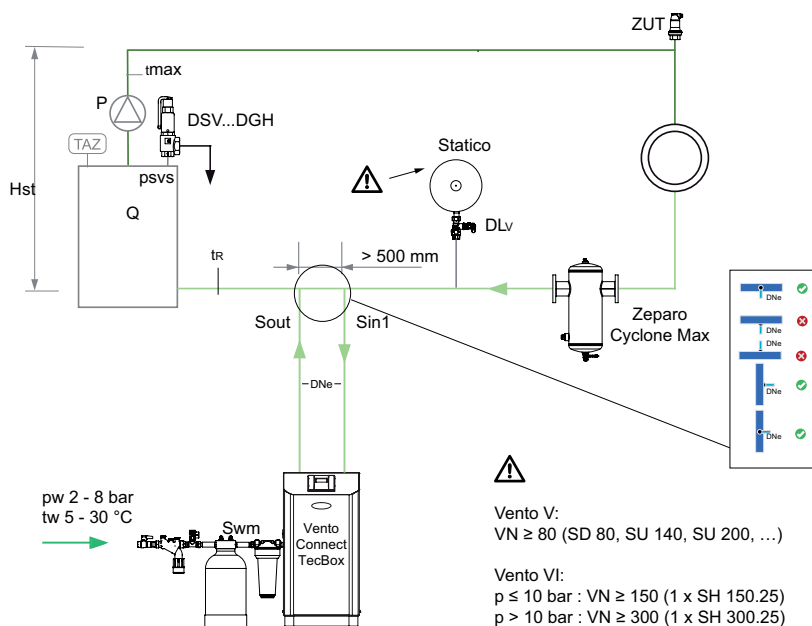 ZUT
tmax
P
DSV...DGH
TAZ
Statico
psvs
Hst
Q
DLv
tR
> 500 mm
Sout
Sin1
Zeparo
Cyclone Max
DNe
DNe
DNe
DNe
DNe
DNe
pw 2 - 8 bar
tw 5 - 30 °C
Swm
Vento
Connect
TecBox
Vento V:
VN ≥ 80 (SD 80, SU 140, SU 200, …)
Vento VI:
p ≤ 10 bar : VN ≥ 150 (1 x SH 150.25)
p > 10 bar : VN ≥ 300 (1 x SH 300.25)